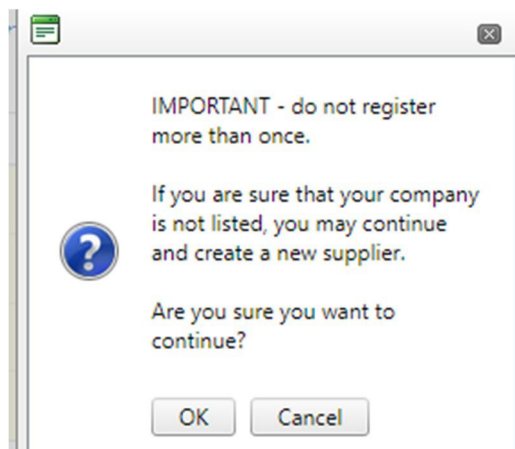 IMPORTANT - do not register
more than once.
If you are sure that your company
is not listed, you may continue
and create a new supplier.
Are you sure you want to
continue?
OK Cancel